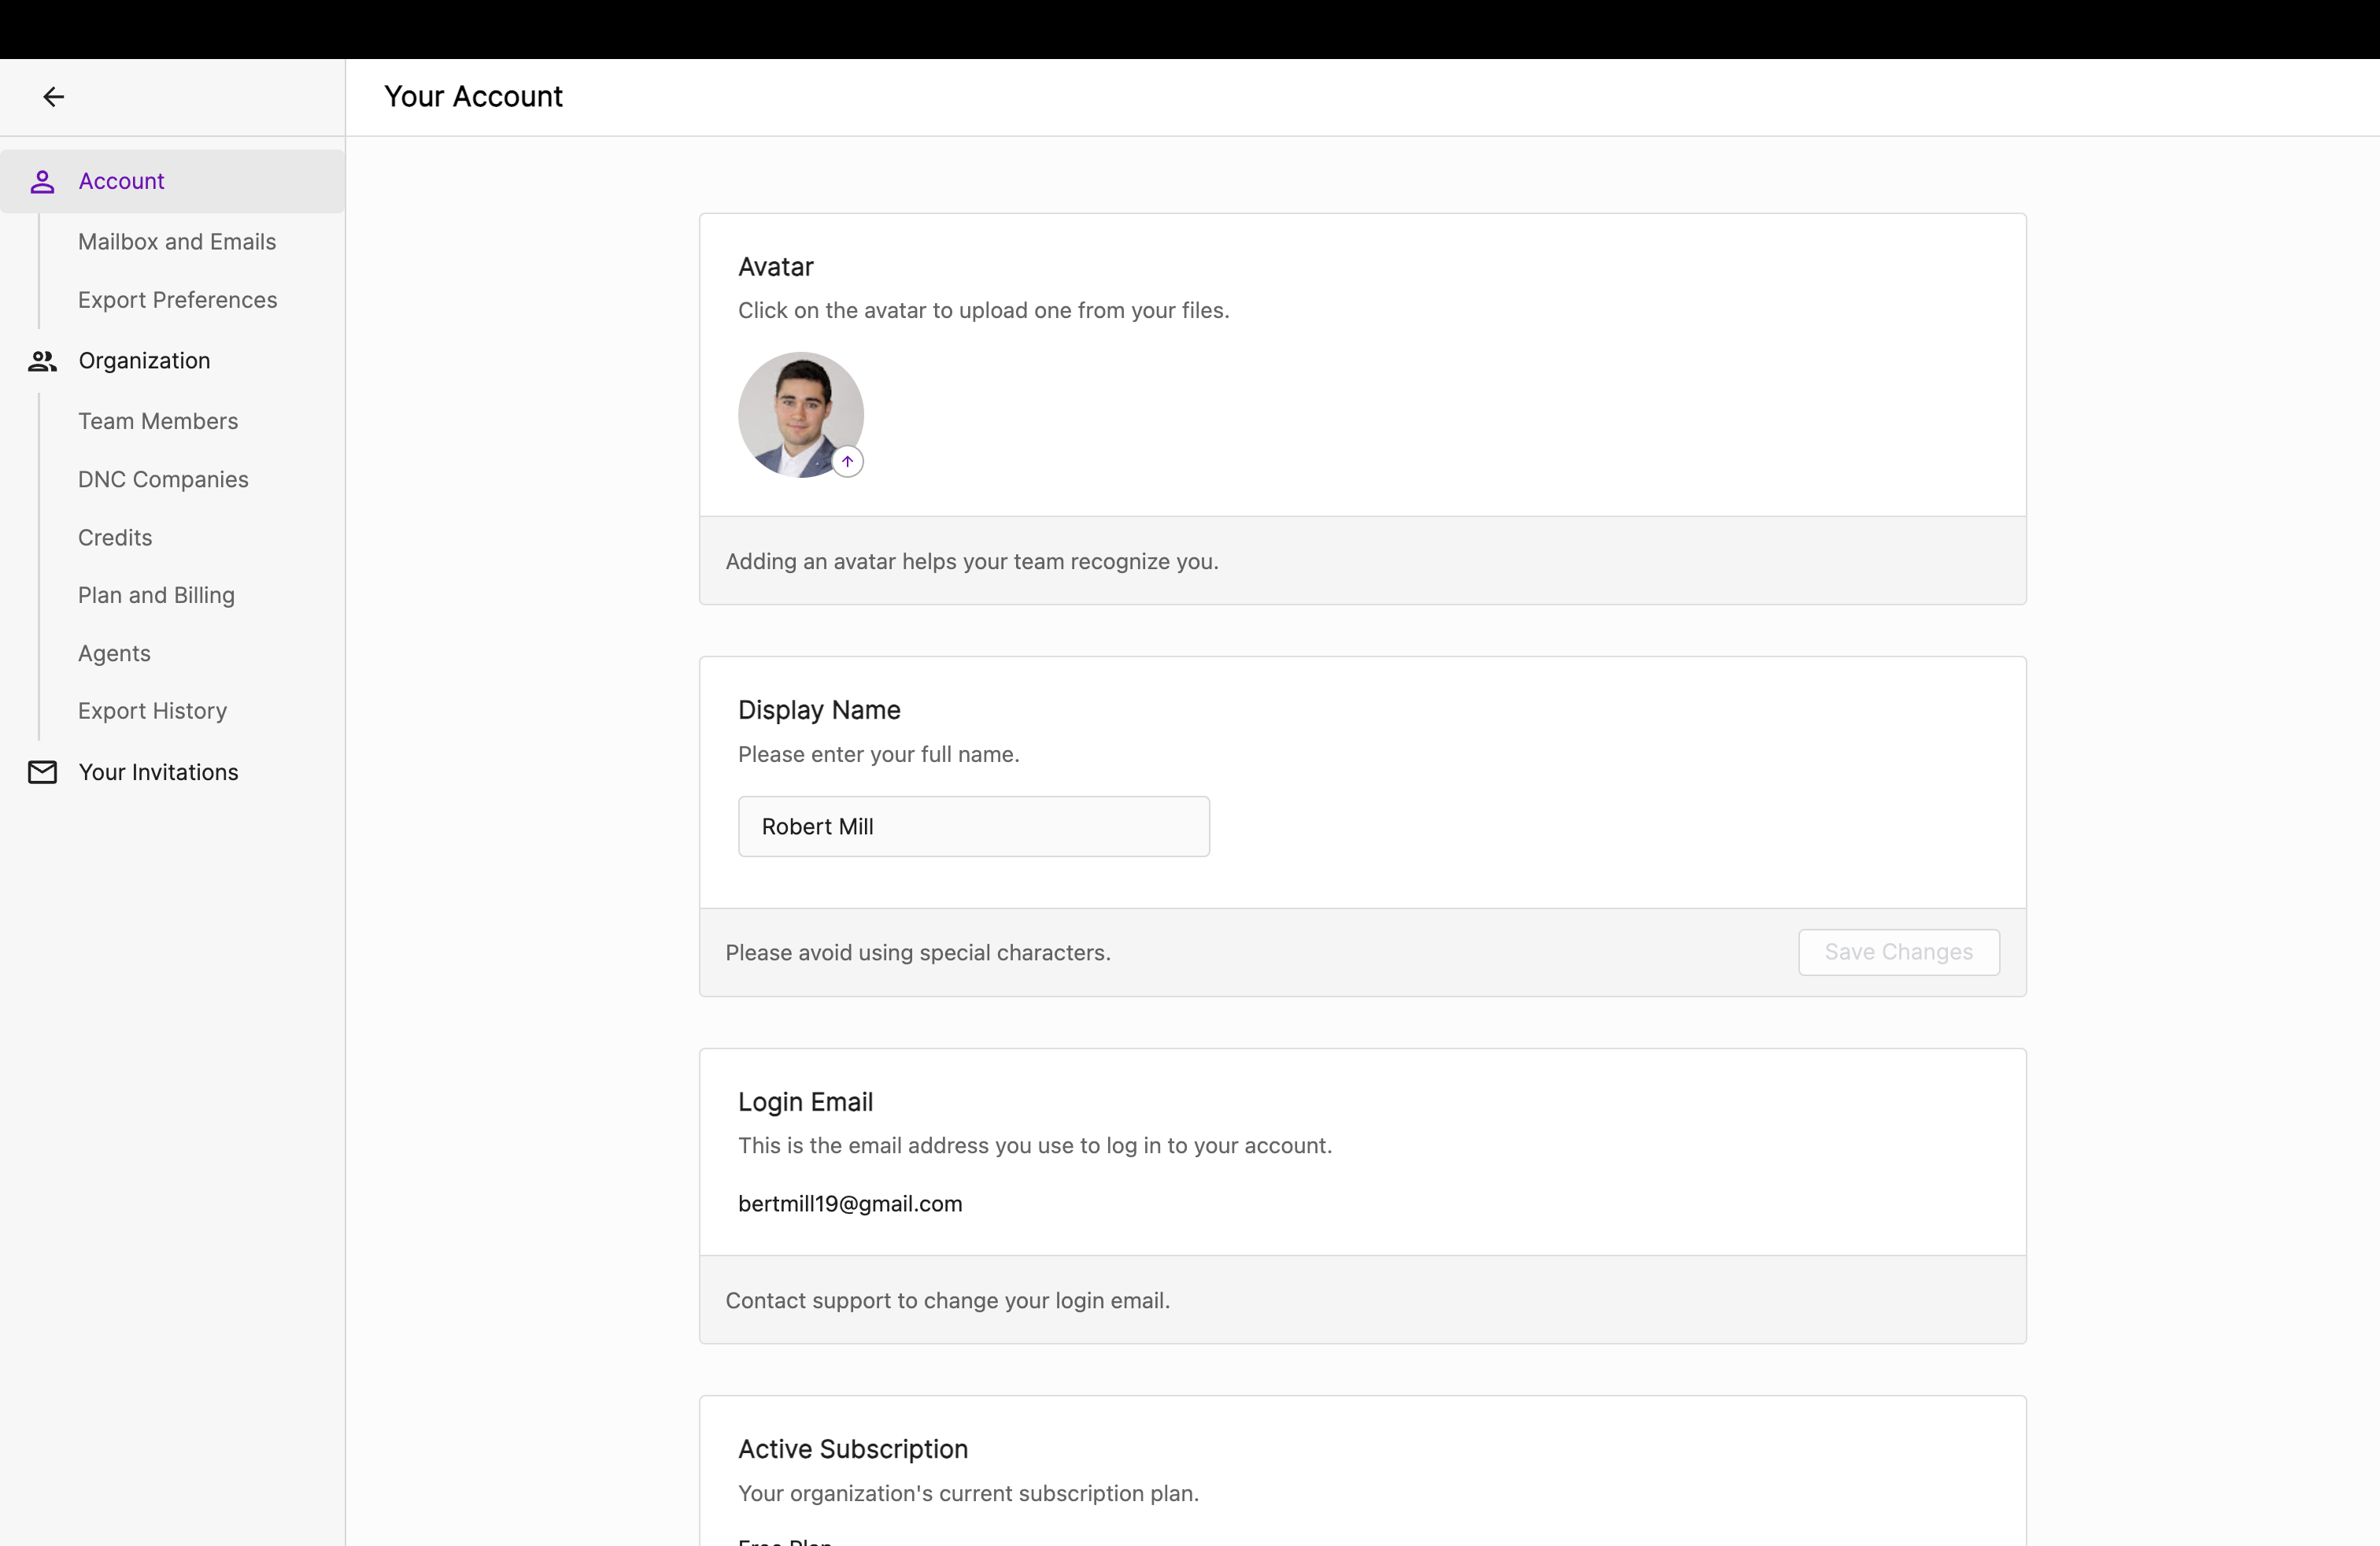 Your Account
Account
Mailbox and Emails
Export Preferences
Organization
Team Members
DNC Companies
Credits
Plan and Billing
Agents
Export History
Your Invitations
Avatar
Click on the avatar to upload one from your files.
Adding an avatar helps your team recognize you.
Display Name
Please enter your full name.
Robert Mill
Please avoid using special characters.
Save Changes
Login Email
This is the email address you use to log in to your account.
bertmill19@gmail.com
Contact support to change your login email.
Active Subscription
Your organization's current subscription plan.
Free Plan